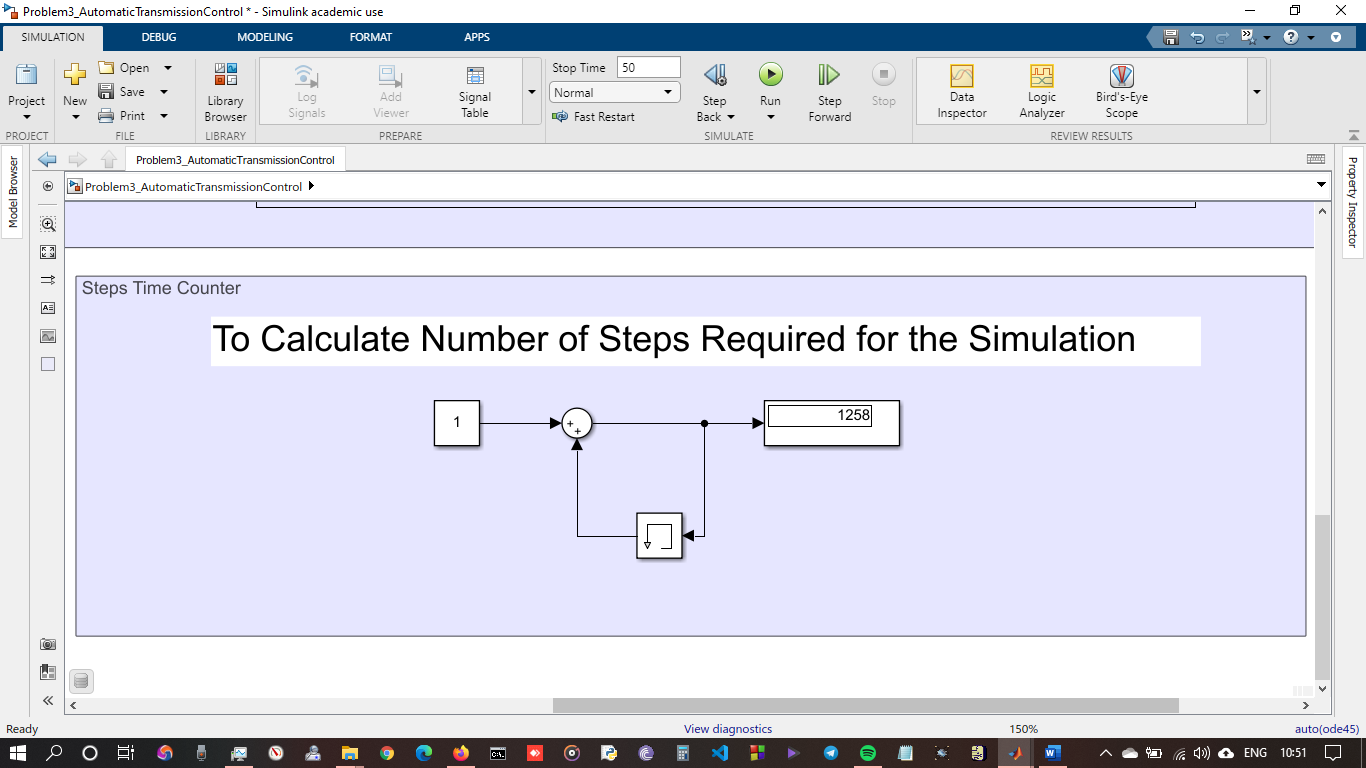 Problem3_AutomaticTransmissionControl * - Simulink academic use
SIMULATION DEBUG MODELING FORMAT APPS
Project
New
Open
Save
Print
Library
Browser
Log
Signals
Add
Viewer
Signal
Table
Stop Time 50
Normal
Fast Restart
Step
Back
Run
Step
Forward
Stop
Data
Inspector
Logic
Analyzer
Bird's-Eye
Scope
PROJECT FILE LIBRARY PREPARE SIMULATE REVIEW RESULTS
Model Browser
Problem3_AutomaticTransmissionControl
Problem3_AutomaticTransmissionControl
Property Inspector
Steps Time Counter
To Calculate Number of Steps Required for the Simulation
1
+
+
1258
Ready View diagnostics 150% auto(ode45)
ENG 10:51